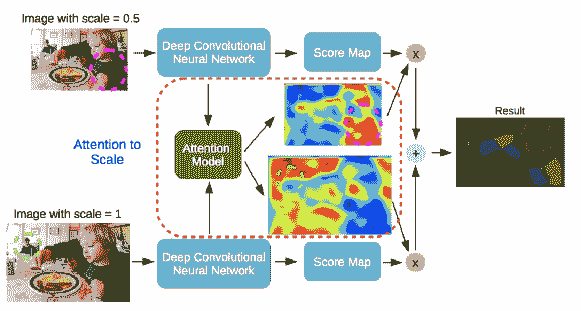 Image with scale = 0.5
Deep Convolutional
Neural Network
Score Map
x
Attention to
Scale
Attention
Model
Result
+
Image with scale = 1
Deep Convolutional
Neural Network
Score Map
x